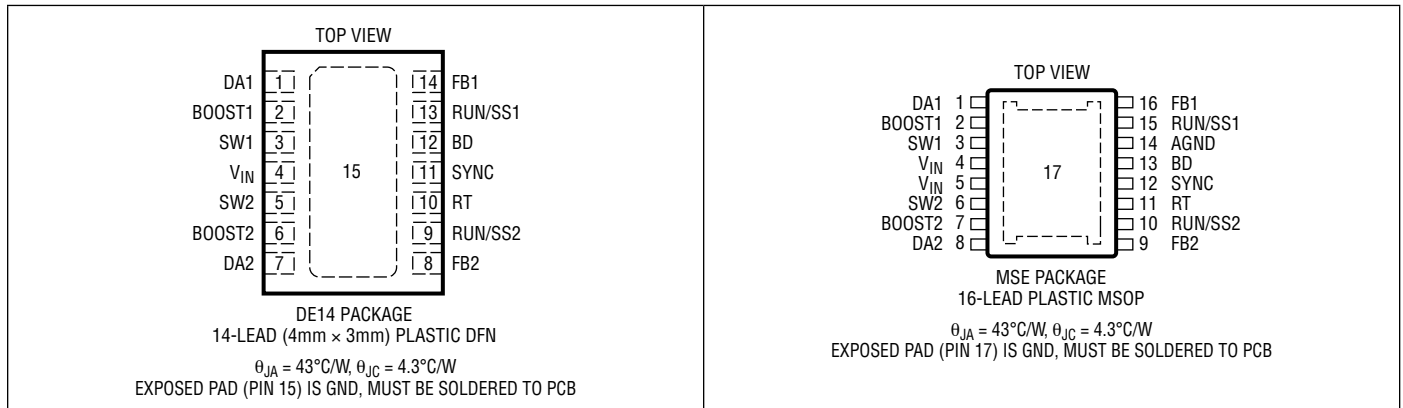 TOP VIEW
DA1 1 14 FB1
BOOST1 2 13 RUN/SS1
SW1 3 12 BD
VIN 4 15 11 SYNC
SW2 5 10 RT
BOOST2 6 9 RUN/SS2
DA2 7 8 FB2
DE14 PACKAGE
14-LEAD (4mm × 3mm) PLASTIC DFN
θJA = 43°C/W, θJC = 4.3°C/W
EXPOSED PAD (PIN 15) IS GND, MUST BE SOLDERED TO PCB
TOP VIEW
DA1 1 16 FB1
BOOST1 2 15 RUN/SS1
SW1 3 14 AGND
VIN 4 13 BD
VIN 5 17 12 SYNC
SW2 6 11 RT
BOOST2 7 10 RUN/SS2
DA2 8 9 FB2
MSE PACKAGE
16-LEAD PLASTIC MSOP
θJA = 43°C/W, θJC = 4.3°C/W
EXPOSED PAD (PIN 17) IS GND, MUST BE SOLDERED TO PCB